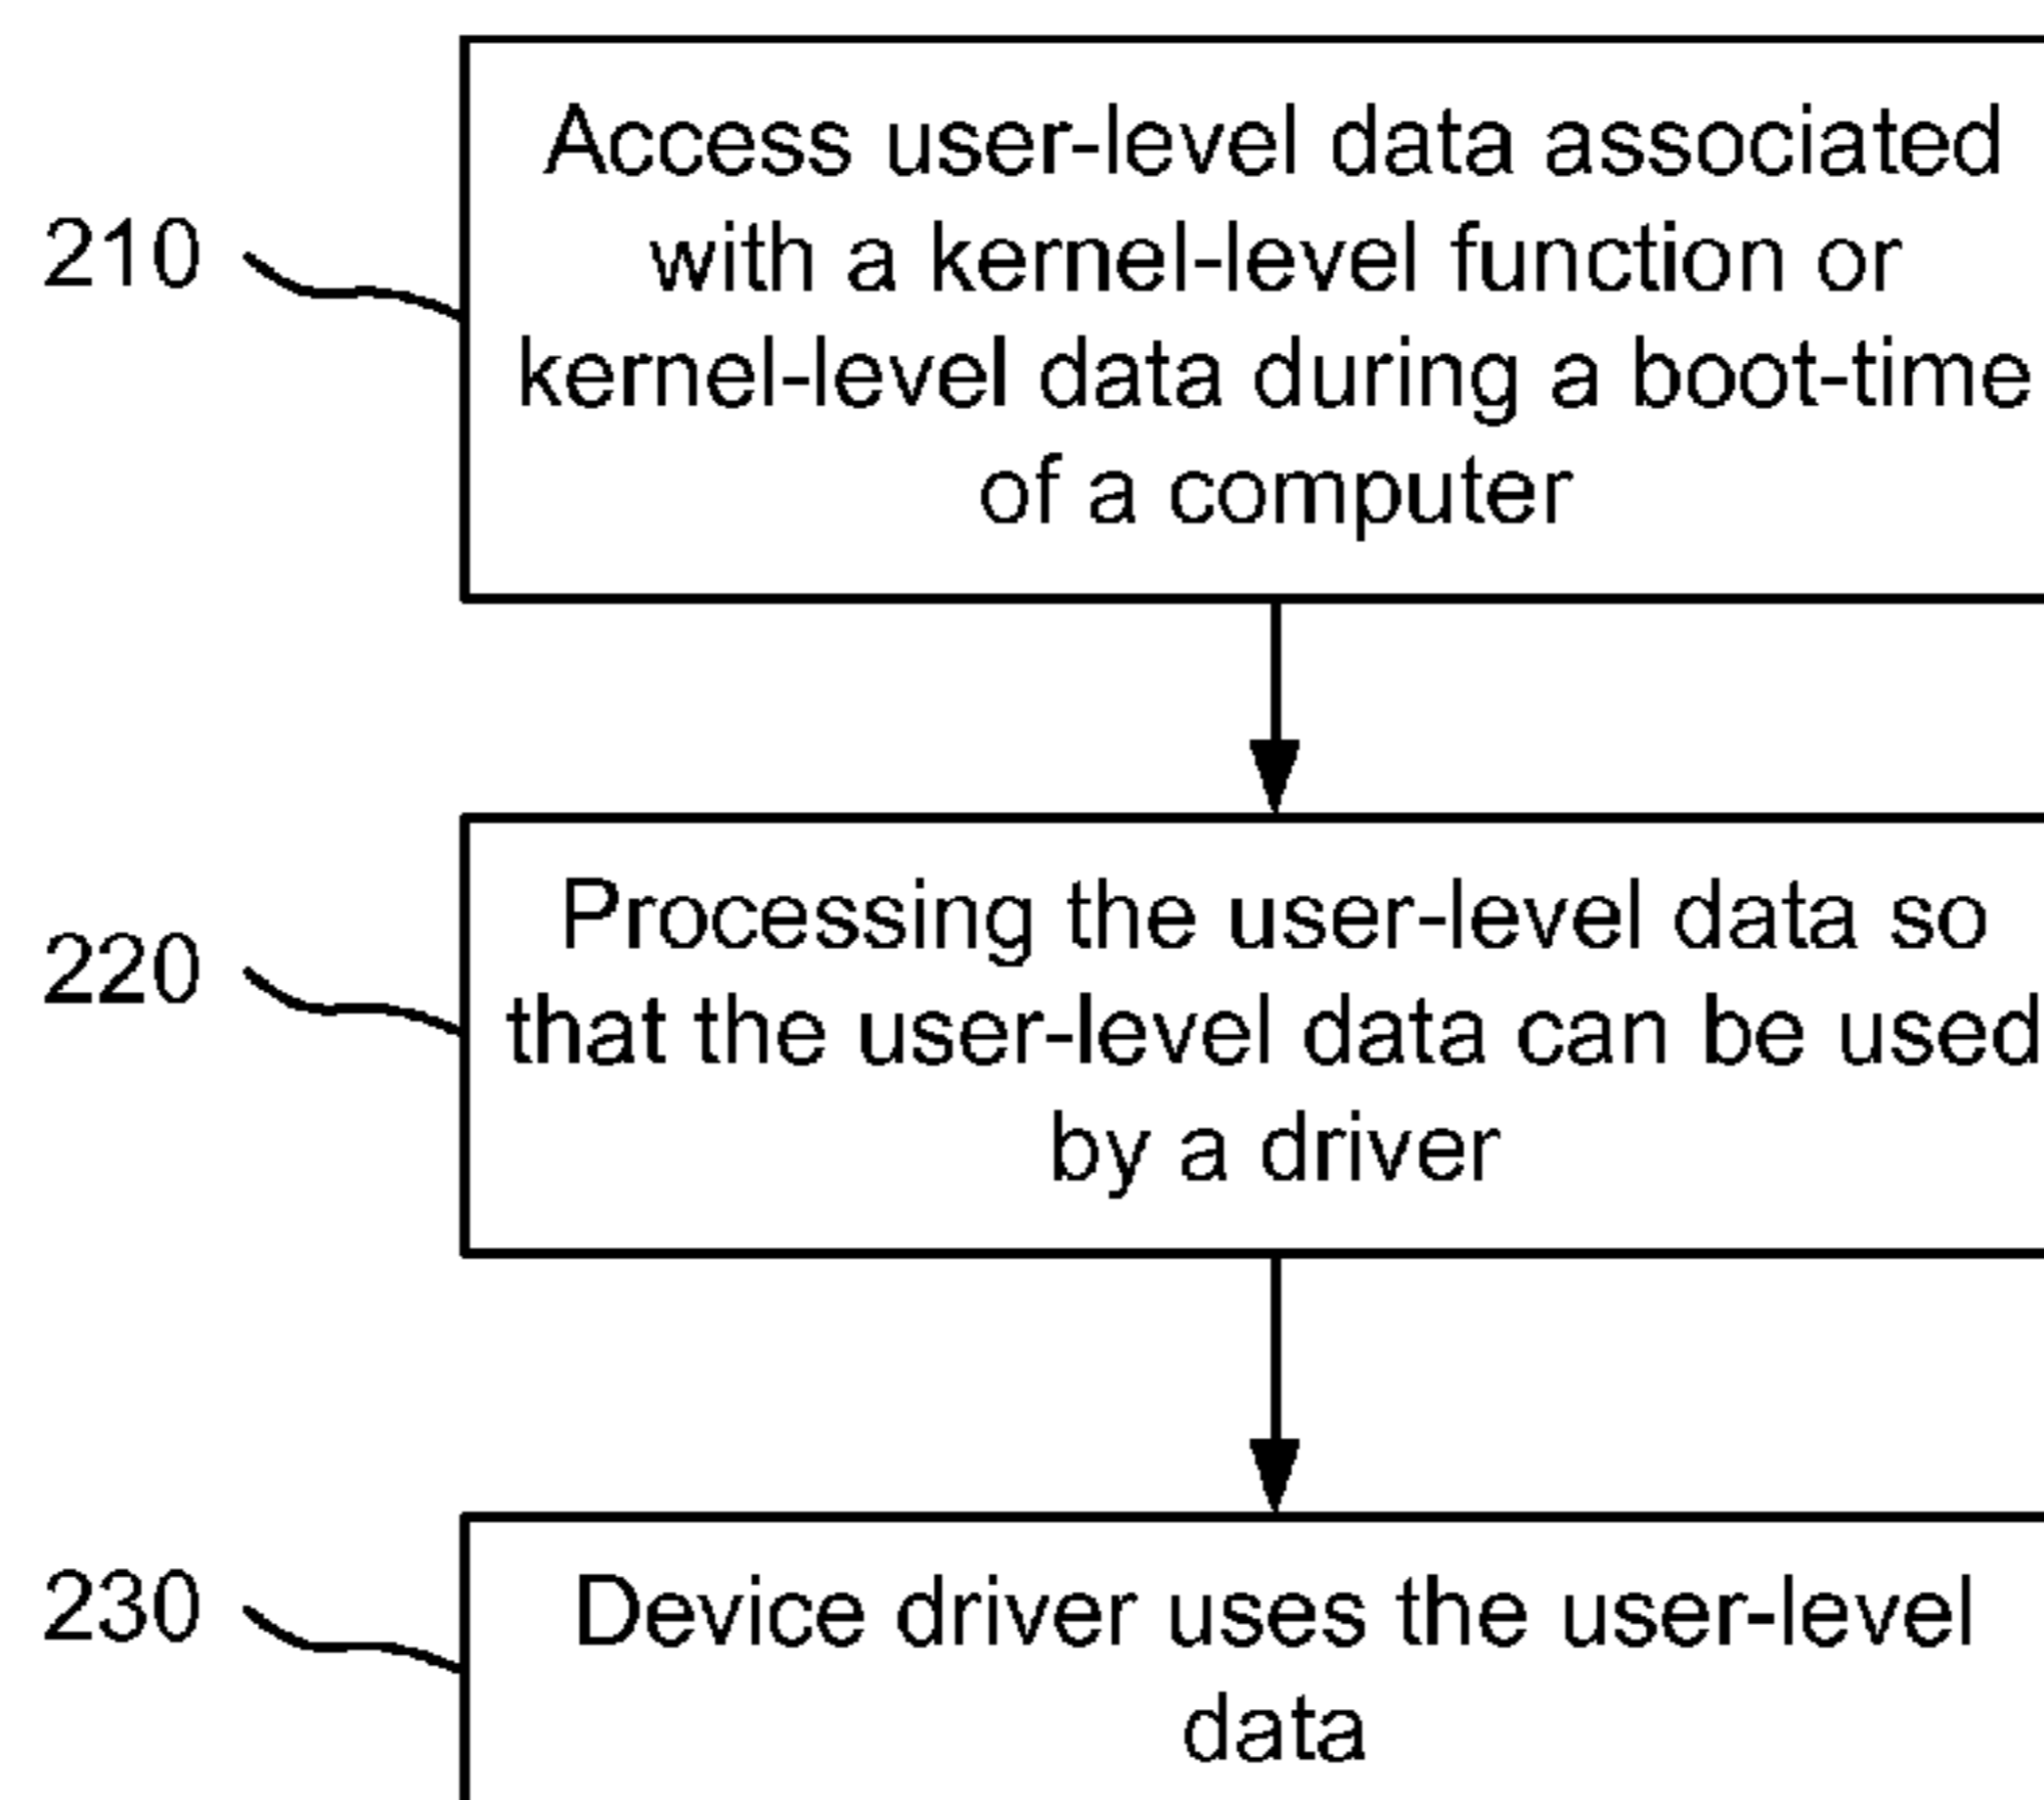 Access user-level data associated
with a kernel-level function or
210
kernel-level data during a boot-time
of a computer
Processing the user-level data so
220
that the user-level data can be used
by a driver
230
Device driver uses the user-level
data